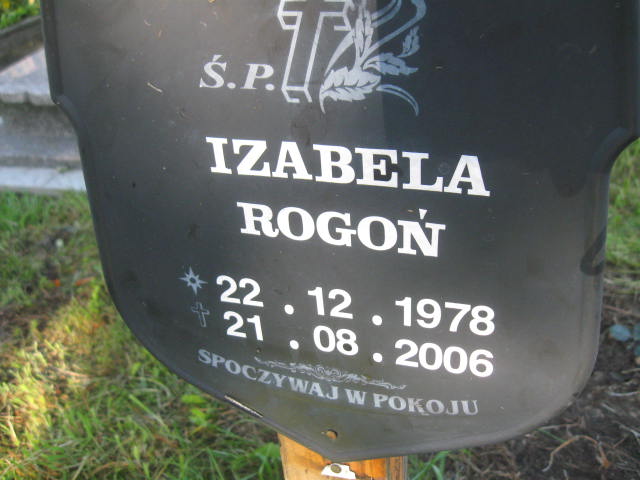 Ś.P.
IZABELA
ROGOŃ
22.12.1978
21.08.2006
SPOCZYWAJ W POKOJU